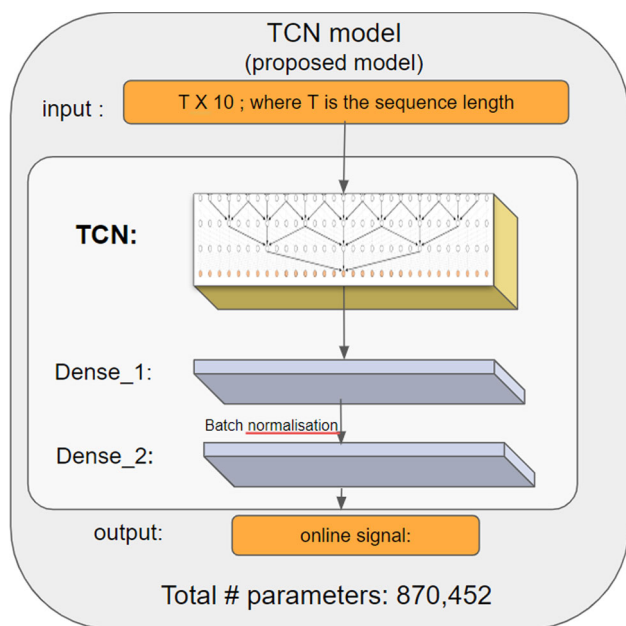 TCN model
(proposed model)
input :
T X 10 ; where T is the sequence length
TCN:
Dense_1:
Batch normalisation
Dense_2:
output:
online signal:
Total # parameters: 870,452